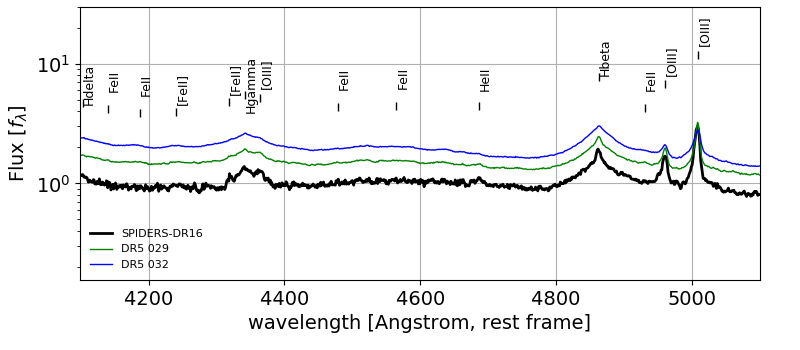 Hdelta
FeII
FeII
[FeII]
[FeII]
Hgamma
[OIII]
FeII
FeII
HeII
Hbeta
FeII
[OIII]
[OIII]
10¹
10⁰
Flux [fλ]
SPIDERS-DR16
DR5 029
DR5 032
4200 4400 4600 4800 5000
wavelength [Angstrom, rest frame]